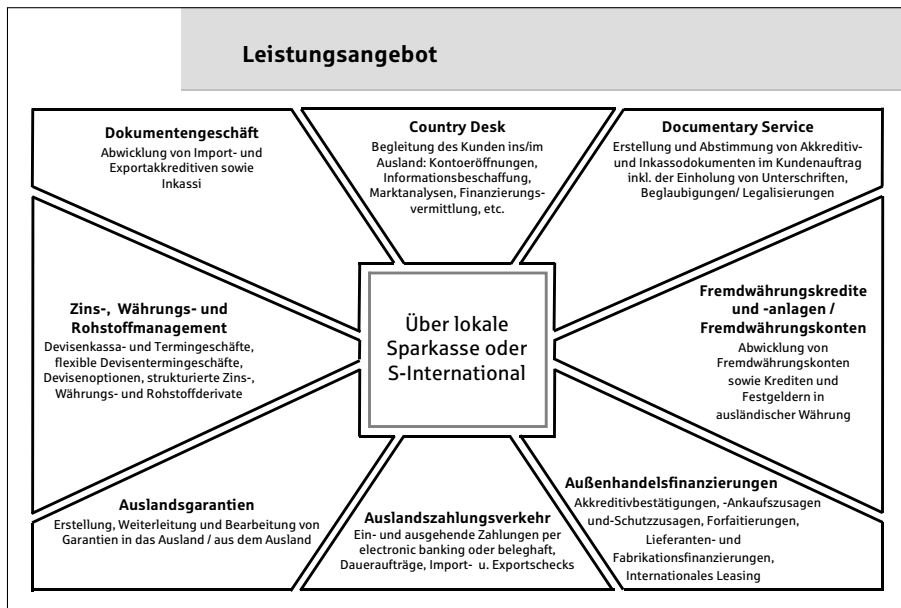 Leistungsangebot
Dokumentengeschäft
Abwicklung von Import- und
Exportakkreditiven sowie
Inkassi
Country Desk
Begleitung des Kunden ins/im
Ausland: Kontoeröffnungen,
Informationsbeschaffung,
Marktanalysen, Finanzierungs-
vermittlung, etc.
Documentary Service
Erstellung und Abstimmung von Akkreditiv-
und Inkassodokumenten im Kundenauftrag
inkl. der Einholung von Unterschriften,
Beglaubigungen/ Legalisierungen
Zins-, Währungs- und
Rohstoffmanagement
Devisenkassa- und Termingeschäfte,
flexible Devisentermingeschäfte,
Devisenoptionen, strukturierte Zins-,
Währungs- und Rohstoffderivate
Über lokale
Sparkasse oder
S-International
Fremdwährungskredite
und -anlagen /
Fremdwährungskonten
Abwicklung von
Fremdwährungskonten
sowie Krediten und
Festgeldern in
ausländischer Währung
Auslandsgarantien
Erstellung, Weiterleitung und Bearbeitung von
Garantien in das Ausland / aus dem Ausland
Auslandszahlungsverkehr
Ein- und ausgehende Zahlungen per
electronic banking oder beleghaft,
Daueraufträge, Import- u. Exportschecks
Außenhandelsfinanzierungen
Akkreditivbestätigungen, -Ankaufszusagen
und-Schutzzusagen, Forfaitierungen,
Lieferanten- und
Fabrikationsfinanzierungen,
Internationales Leasing